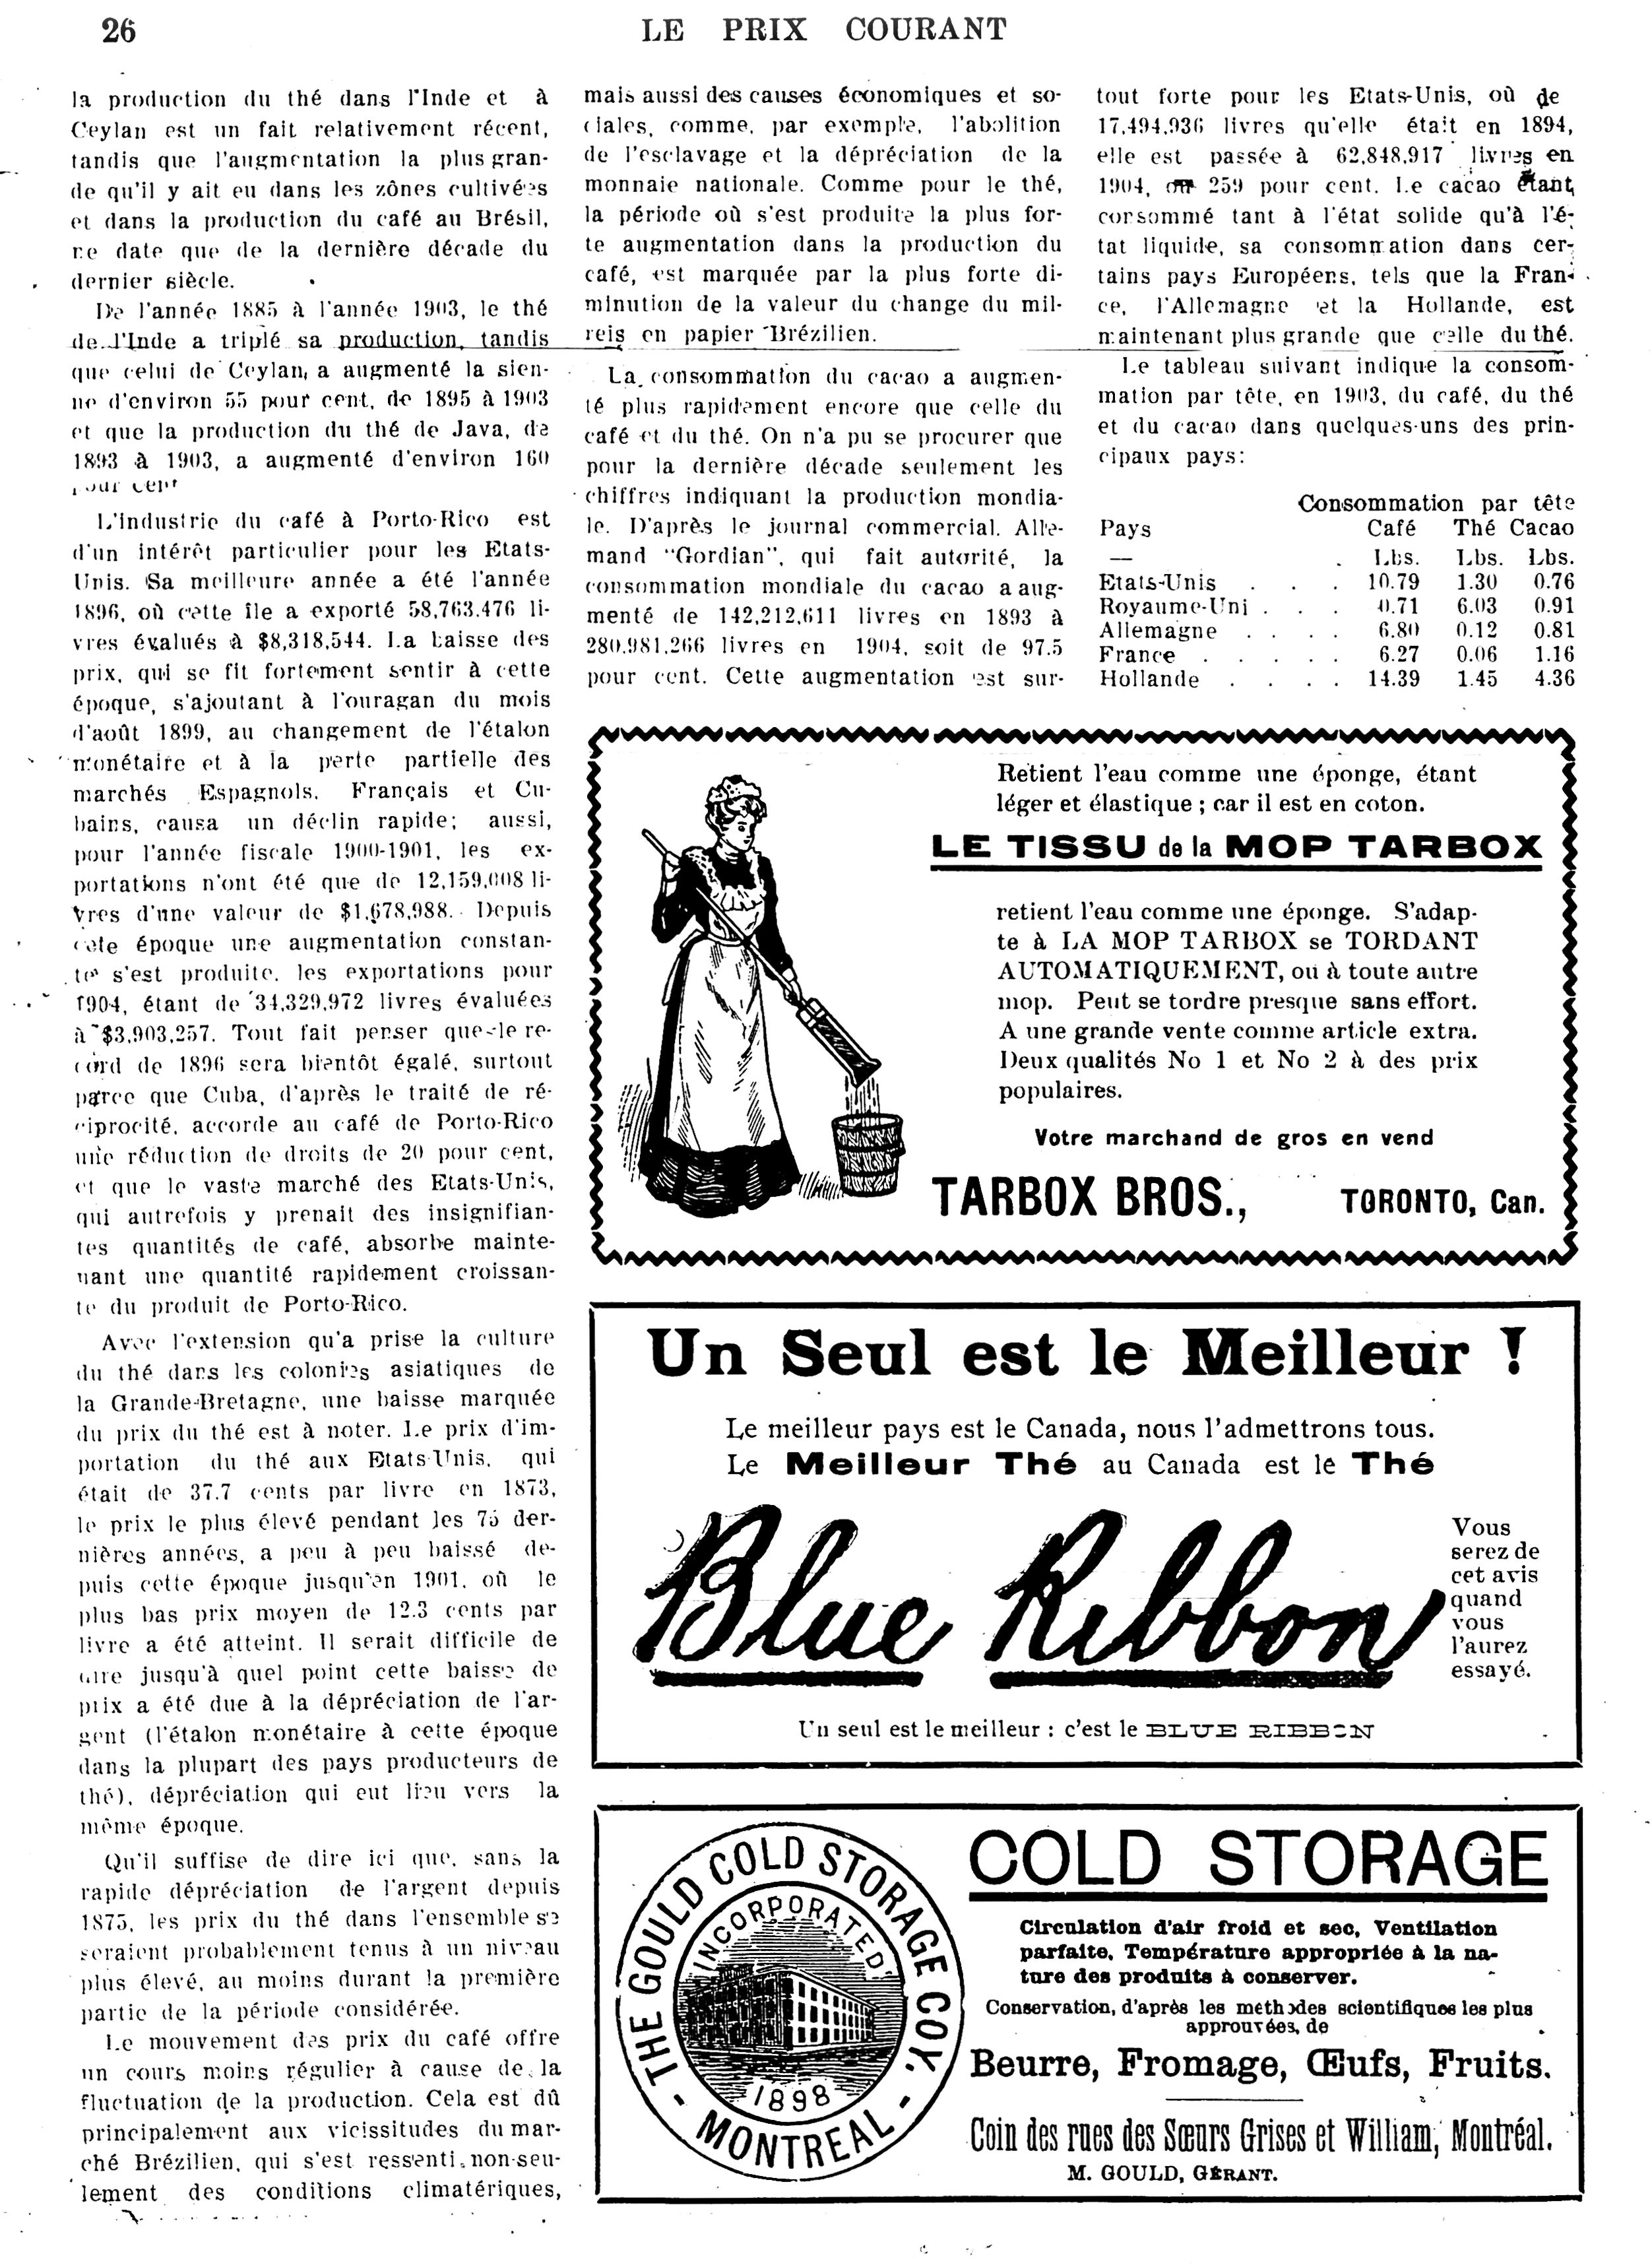 26
LE PRIX COURANT
la production du thé dans l'Inde et à
Ceylan est un fait relativement récent,
tandis que l'augmentation la plus gran-
de qu'il y ait eu dans les zônes cultivées
et dans la production du café au Brésil,
ne date que de la dernière décade du
dernier siècle.
De l'année 1885 à l'année 1903, le thé
de l'Inde a triplé sa production, tandis
que celui de Ceylan, a augmenté la sien-
ne d'environ 55 pour cent, de 1895 à 1903
et que la production du thé de Java, de
1893 à 1903, a augmenté d'environ 160
pour cent
L'industrie du café à Porto-Rico est
d'un intérêt particulier pour les Etats-
Unis. Sa meilleure année a été l'année
1896, où cette île a exporté 58,763.476 li-
vres évalués à $8,318,544. La baisse des
prix, qui se fit fortement sentir à cette
époque, s'ajoutant à l'ouragan du mois
d'août 1899, au changement de l'étalon
monétaire et à la perte partielle des
marchés Espagnols, Français et Cu-
bains, causa un déclin rapide; aussi,
pour l'année fiscale 1900-1901, les ex-
portations n'ont été que de 12,159,008 li-
vres d'une valeur de $1,678,988. Depuis
cete époque une augmentation constan-
te s'est produite, les exportations pour
1904, étant de 34,329,972 livres évaluées
à $3,903,257. Tout fait penser que le re-
cord de 1896 sera bientôt égalé, surtout
parce que Cuba, d'après le traité de ré-
ciprocité, accorde au café de Porto-Rico
une réduction de droits de 20 pour cent,
et que le vaste marché des Etats-Unis,
qui autrefois y prenait des insignifian-
tes quantités de café, absorbe mainte-
nant une quantité rapidement croissan-
te du produit de Porto-Rico.
Avec l'extension qu'a prise la culture
du thé dans les colonies asiatiques de
la Grande-Bretagne, une baisse marquée
du prix du thé est à noter. Le prix d'im-
portation du thé aux Etats-Unis, qui
était de 37.7 cents par livre en 1873,
le prix le plus élevé pendant les 75 der-
nières années, a peu à peu baissé de-
puis cette époque jusqu'en 1901, où le
plus bas prix moyen de 12.3 cents par
livre a été atteint. Il serait difficile de
dire jusqu'à quel point cette baisse de
prix a été due à la dépréciation de l'ar-
gent (l'étalon monétaire à cette époque
dans la plupart des pays producteurs de
thé), dépréciation qui eut lieu vers la
même époque.
Qu'il suffise de dire ici que, sans la
rapide dépréciation de l'argent depuis
1875, les prix du thé dans l'ensemble se
seraient probablement tenus à un niveau
plus élevé, au moins durant la première
partie de la période considérée.
Le mouvement des prix du café offre
un cours moins régulier à cause de la
fluctuation de la production. Cela est dû
principalement aux vicissitudes du mar-
ché Brézilien, qui s'est ressenti non-seu-
lement des conditions climatériques,
mais aussi des causes économiques et so-
ciales, comme, par exemple, l'abolition
de l'esclavage et la dépréciation de la
monnaie nationale. Comme pour le thé,
la période où s'est produite la plus for-
te augmentation dans la production du
café, est marquée par la plus forte di-
minution de la valeur du change du mil-
reis en papier Brézilien.
La consommation du cacao a augmen-
té plus rapidement encore que celle du
café et du thé. On n'a pu se procurer que
pour la dernière décade seulement les
chiffres indiquant la production mondia-
le. D'après le journal commercial. Alle-
mand "Gordian", qui fait autorité, la
consommation mondiale du cacao a aug-
menté de 142,212,611 livres en 1893 à
280,981,266 livres en 1904, soit de 97.5
pour cent. Cette augmentation est sur-
tout forte pour les Etats-Unis, où de
17,494,936 livres qu'elle était en 1894,
elle est passée à 62,848,917 livres en
1904, ou 259 pour cent. Le cacao étant
consommé tant à l'état solide qu'à l'é-
tat liquide, sa consommation dans cer-
tains pays Européens, tels que la Fran-
ce, l'Allemagne et la Hollande, est
maintenant plus grande que celle du thé.
Le tableau suivant indique la consom-
mation par tête, en 1903, du café, du thé
et du cacao dans quelques-uns des prin-
cipaux pays:
Consommation par tête
Pays Café Thé Cacao
— . Lbs. Lbs. Lbs.
Etats-Unis . . . 10.79 1.30 0.76
Royaume-Uni . . . 0.71 6.03 0.91
Allemagne . . . . 6.80 0.12 0.81
France . . . . . 6.27 0.06 1.16
Hollande . . . . 14.39 1.45 4.36
Retient l'eau comme une éponge, étant
léger et élastique ; car il est en coton.
LE TISSU de la MOP TARBOX
retient l'eau comme une éponge. S'adap-
te à LA MOP TARBOX se TORDANT
AUTOMATIQUEMENT, ou à toute autre
mop. Peut se tordre presque sans effort.
A une grande vente comme article extra.
Deux qualités No 1 et No 2 à des prix
populaires.
Votre marchand de gros en vend
TARBOX BROS., TORONTO, Can.
Un Seul est le Meilleur !
Le meilleur pays est le Canada, nous l'admettrons tous.
Le Meilleur Thé au Canada est le Thé
Blue Ribbon
Vous
serez de
cet avis
quand
vous
l'aurez
essayé.
Un seul est le meilleur : c'est le BLUE RIBBON
THE GOULD COLD STORAGE COY.
INCORPORATED
1898
- MONTREAL -
COLD STORAGE
Circulation d'air froid et sec, Ventilation
parfaite, Température appropriée à la na-
ture des produits à conserver.
Conservation, d'après les méthodes scientifiques les plus
approuvées, de
Beurre, Fromage, Œufs, Fruits.
Coin des rues des Sœurs Grises et William, Montréal.
M. GOULD, GÉRANT.